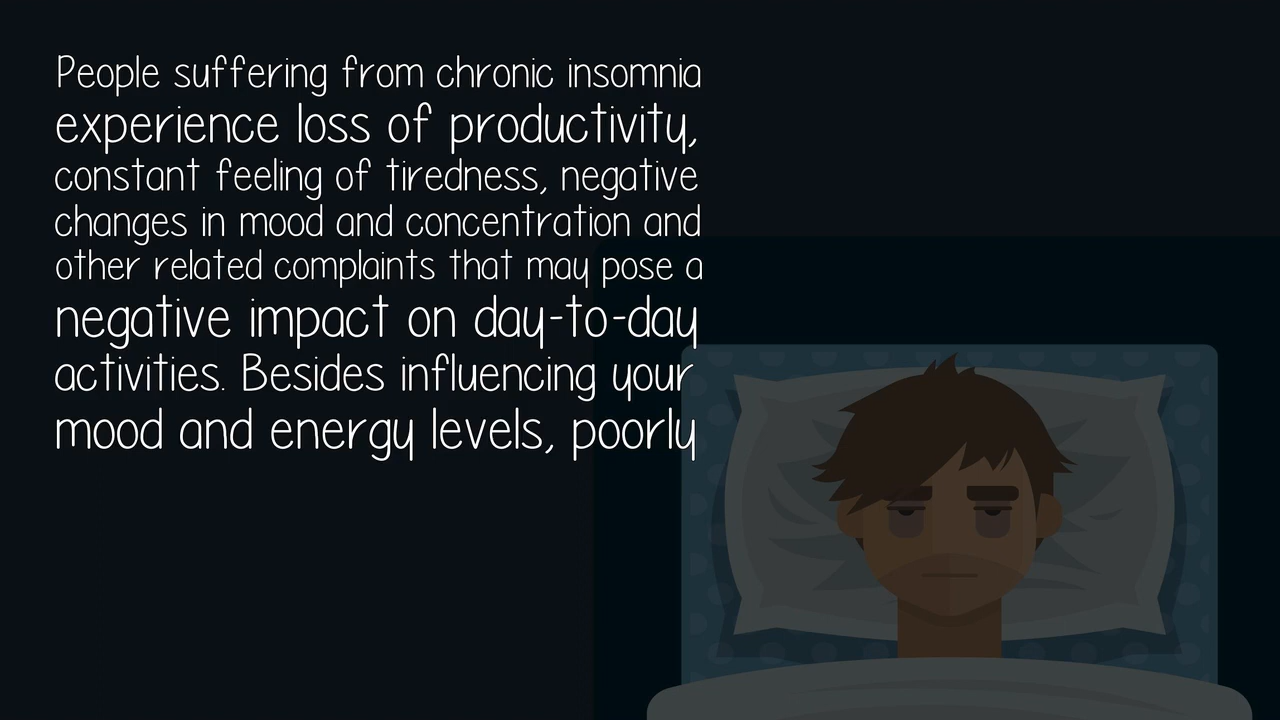 People suffering from chronic insomnia
experience loss of productivity,
constant feeling of tiredness, negative
changes in mood and concentration and
other related complaints that may pose a
negative impact on day-to-day
activities. Besides influencing your
mood and energy levels, poorly